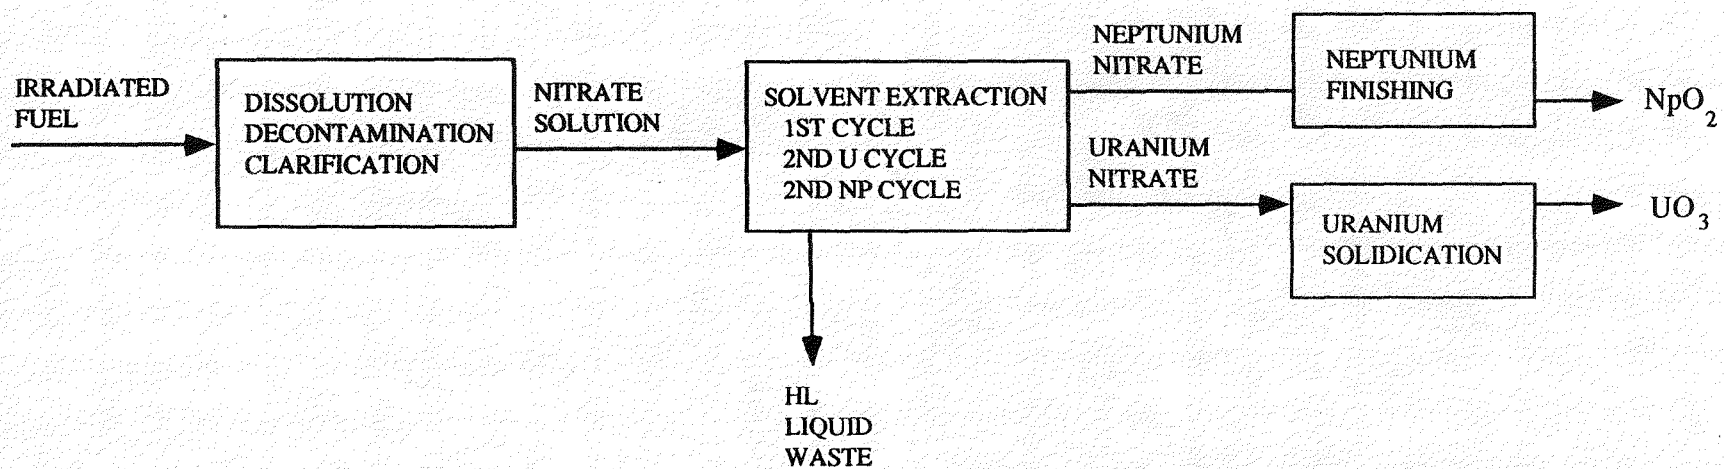 IRRADIATED
FUEL
DISSOLUTION
DECONTAMINATION
CLARIFICATION
NITRATE
SOLUTION
SOLVENT EXTRACTION
1ST CYCLE
2ND U CYCLE
2ND NP CYCLE
HL
LIQUID
WASTE
NEPTUNIUM
NITRATE
NEPTUNIUM
FINISHING
NpO2
URANIUM
NITRATE
URANIUM
SOLIDICATION
UO3